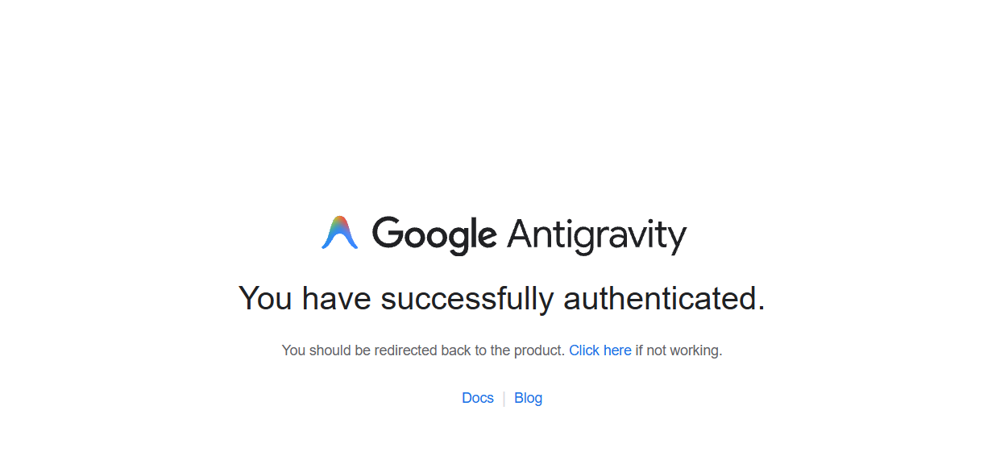 Google Antigravity
You have successfully authenticated.
You should be redirected back to the product. Click here if not working.
Docs | Blog